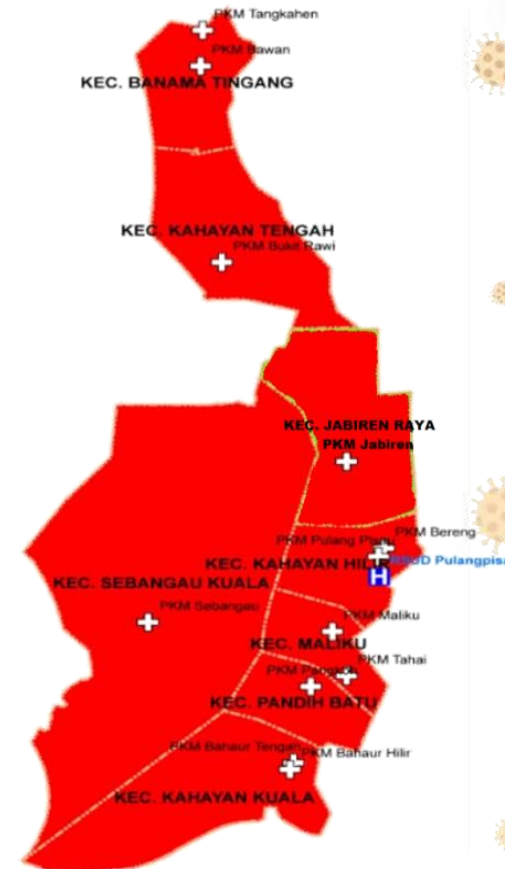 PKM Tangkahen
PKM Bawan
KEC. BANAMA TINGANG
KEC. KAHAYAN TENGAH
PKM Bukit Rawi
KEC. JABIREN RAYA
PKM Jabiren
PKM Bereng
PKM Pulang Pisau
KEC. KAHAYAN HILIR
H
RSUD Pulangpisa
KEC. SEBANGAU KUALA
PKM Sebangau
PKM Maliku
KEC. MALIKU
PKM Tahai
PKM
KEC. PANDIH BATU
PKM Bahaur Tengah
PKM Bahaur Hilir
KEC. KAHAYAN KUALA